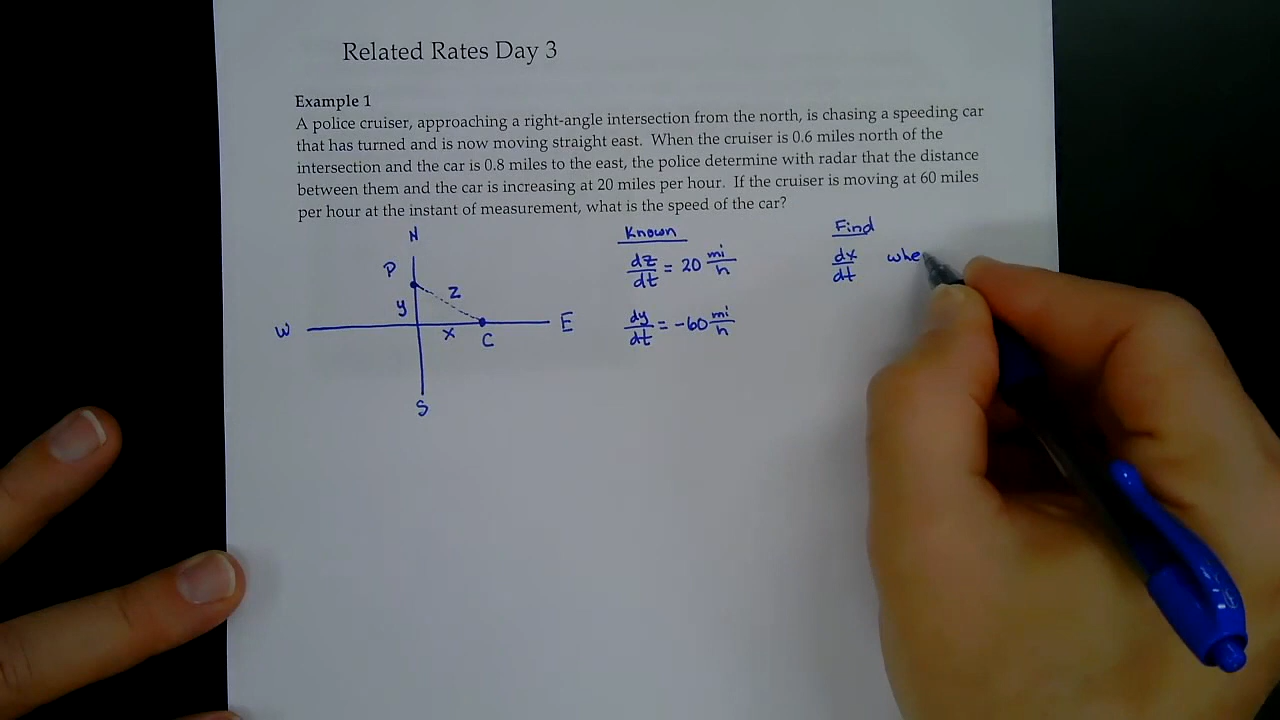 Related Rates Day 3
Example 1
A police cruiser, approaching a right-angle intersection from the north, is chasing a speeding car
that has turned and is now moving straight east. When the cruiser is 0.6 miles north of the
intersection and the car is 0.8 miles to the east, the police determine with radar that the distance
between them and the car is increasing at 20 miles per hour. If the cruiser is moving at 60 miles
per hour at the instant of measurement, what is the speed of the car?
N
P
y
z
W
x
C
E
S
Known
dz/dt = 20 mi/h
dy/dt = -60 mi/h
Find
dx/dt whe